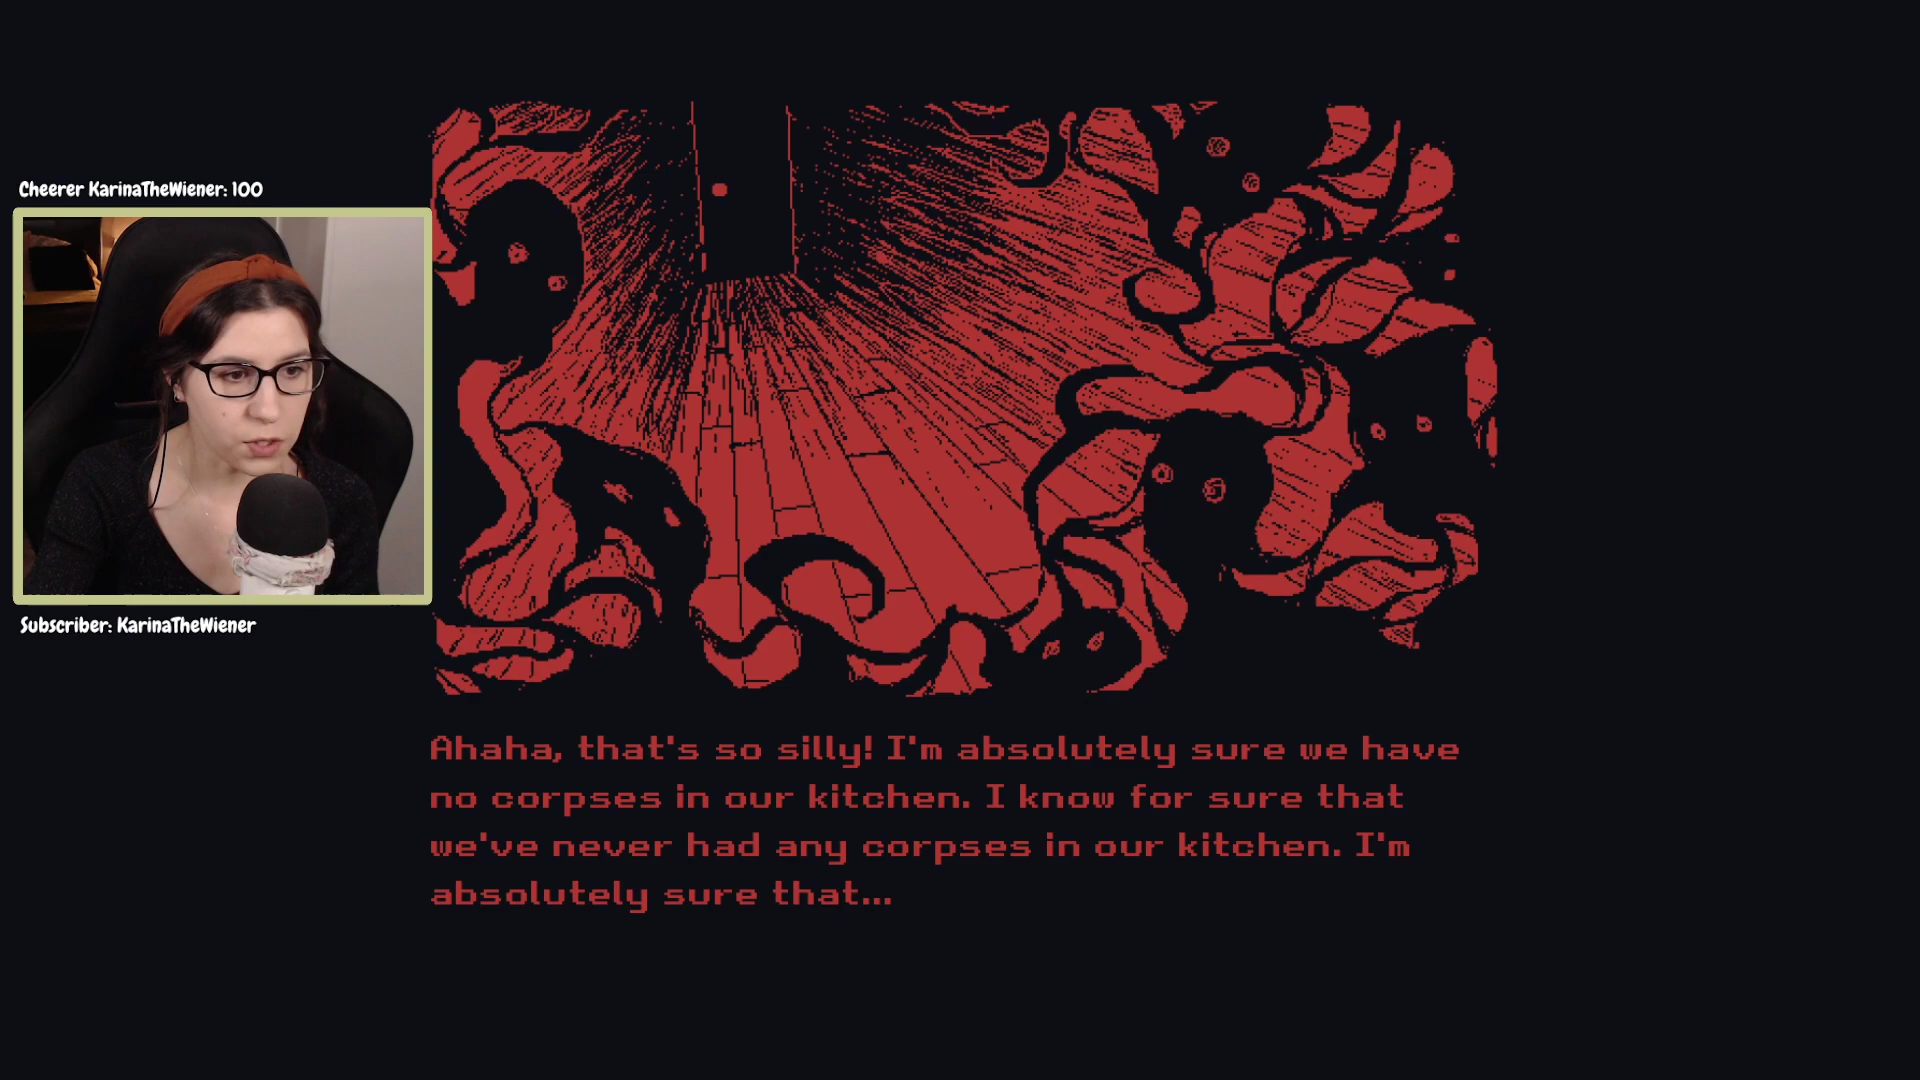 Cheerer KarinaTheWiener: 100
Subscriber: KarinaTheWiener
Ahaha, that's so silly! I'm absolutely sure we have
no corpses in our kitchen. I know for sure that
we've never had any corpses in our kitchen. I'm
absolutely sure that...